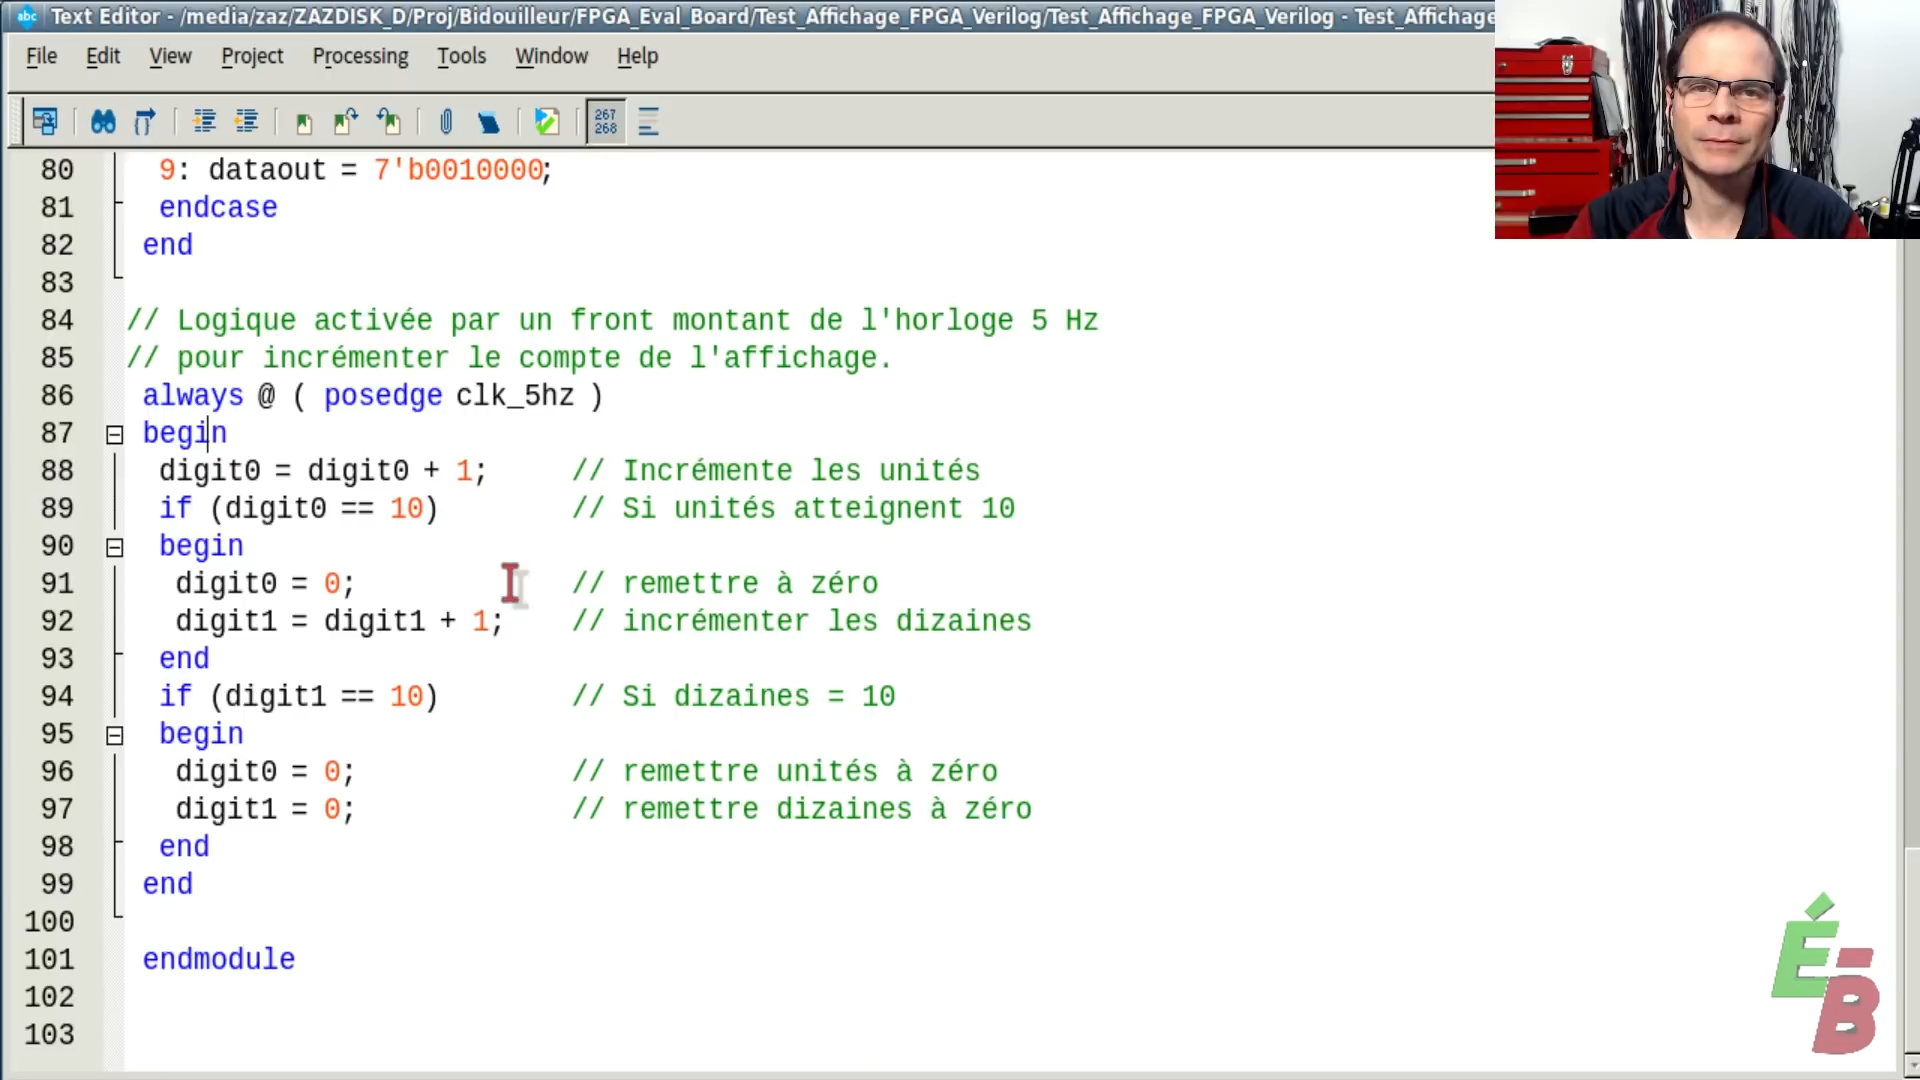 Text Editor - /media/zaz/ZAZDISK_D/Proj/Bidouilleur/FPGA_Eval_Board/Test_Affichage_FPGA_Verilog/Test_Affichage_FPGA_Verilog - Test_Affichage
File Edit View Project Processing Tools Window Help
267
268
80 9: dataout = 7'b0010000;
81 endcase
82 end
83
84 // Logique activée par un front montant de l'horloge 5 Hz
85 // pour incrémenter le compte de l'affichage.
86 always @ ( posedge clk_5hz )
87 begin
88 digit0 = digit0 + 1; // Incrémente les unités
89 if (digit0 == 10) // Si unités atteignent 10
90 begin
91 digit0 = 0; // remettre à zéro
92 digit1 = digit1 + 1; // incrémenter les dizaines
93 end
94 if (digit1 == 10) // Si dizaines = 10
95 begin
96 digit0 = 0; // remettre unités à zéro
97 digit1 = 0; // remettre dizaines à zéro
98 end
99 end
100
101 endmodule
102
103
É-B